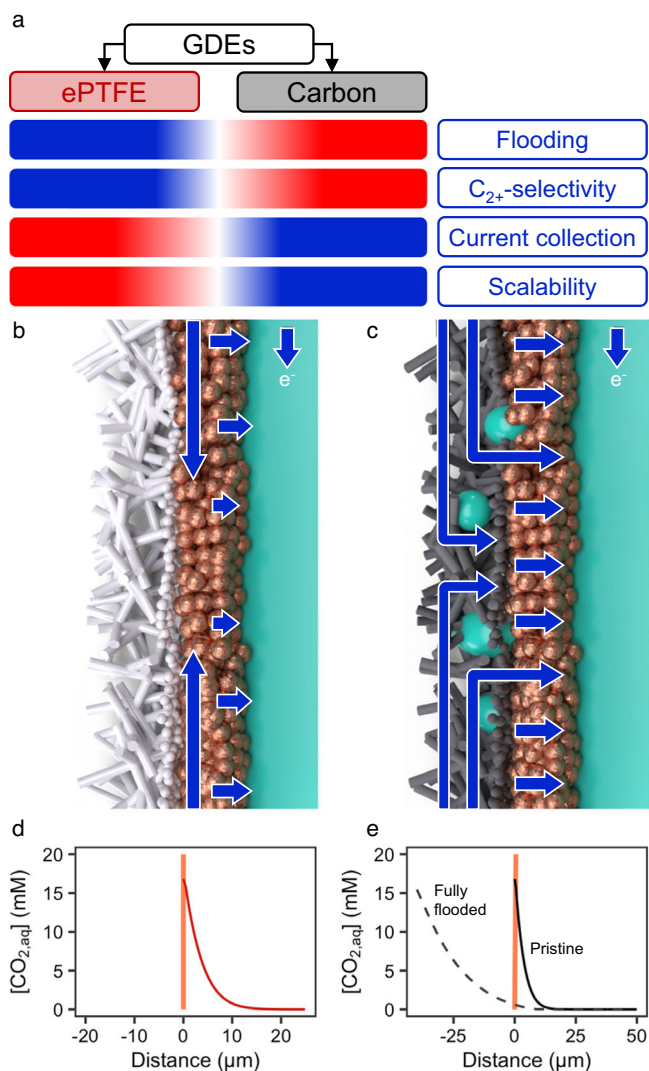 a
GDEs
ePTFE
Carbon
Flooding
C₂₊-selectivity
Current collection
Scalability
b
e⁻
c
e⁻
d
20
15
10
5
0
[CO₂,aq] (mM)
-20
-10
0
10
20
Distance (µm)
e
20
15
10
5
0
[CO₂,aq] (mM)
Fully
flooded
Pristine
-25
0
25
50
Distance (µm)